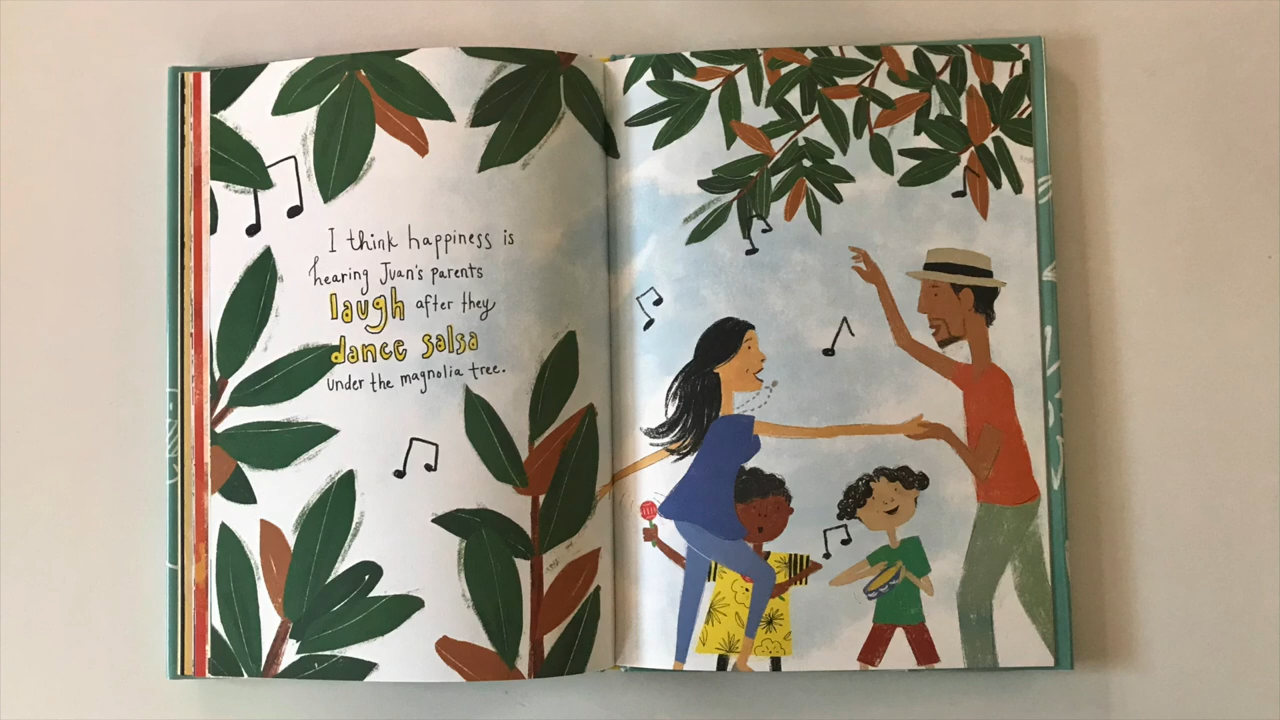 I think happiness is
hearing Juan's parents
laugh after they
dance salsa
under the magnolia tree.